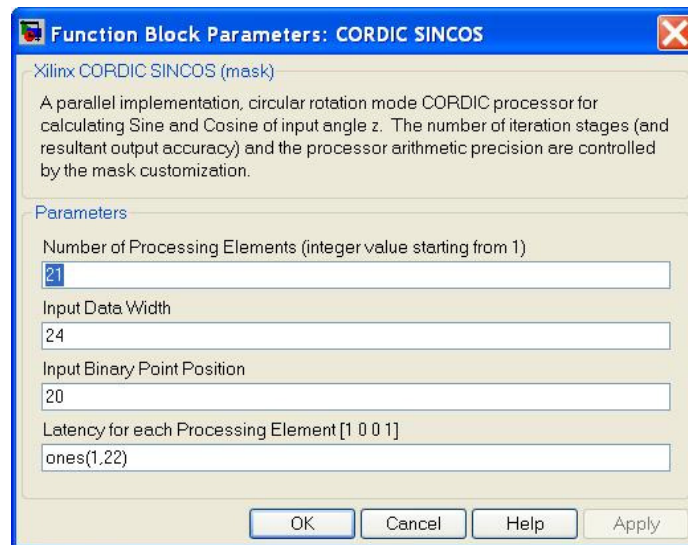 Function Block Parameters: CORDIC SINCOS
Xilinx CORDIC SINCOS (mask)
A parallel implementation, circular rotation mode CORDIC processor for
calculating Sine and Cosine of input angle z. The number of iteration stages (and
resultant output accuracy) and the processor arithmetic precision are controlled
by the mask customization.
Parameters
Number of Processing Elements (integer value starting from 1)
21
Input Data Width
24
Input Binary Point Position
20
Latency for each Processing Element [1 0 0 1]
ones(1,22)
OK Cancel Help Apply